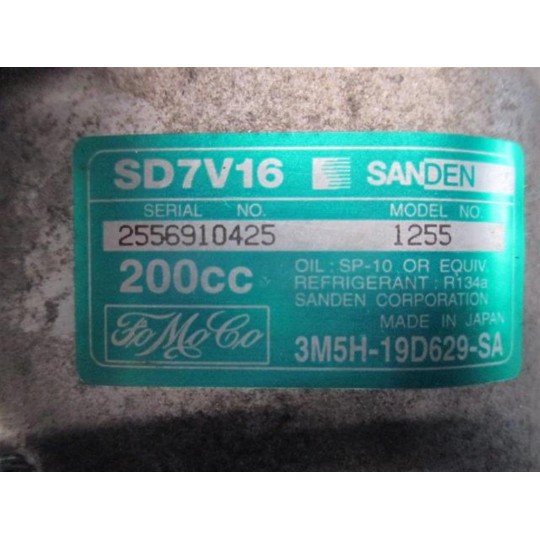 SD7V16 SANDEN
SERIAL NO. MODEL NO.
2556910425 1255
200cc
OIL : SP-10 OR EQUIV.
REFRIGERANT : R134a
SANDEN CORPORATION
MADE IN JAPAN
FoMoCo
3M5H-19D629-SA